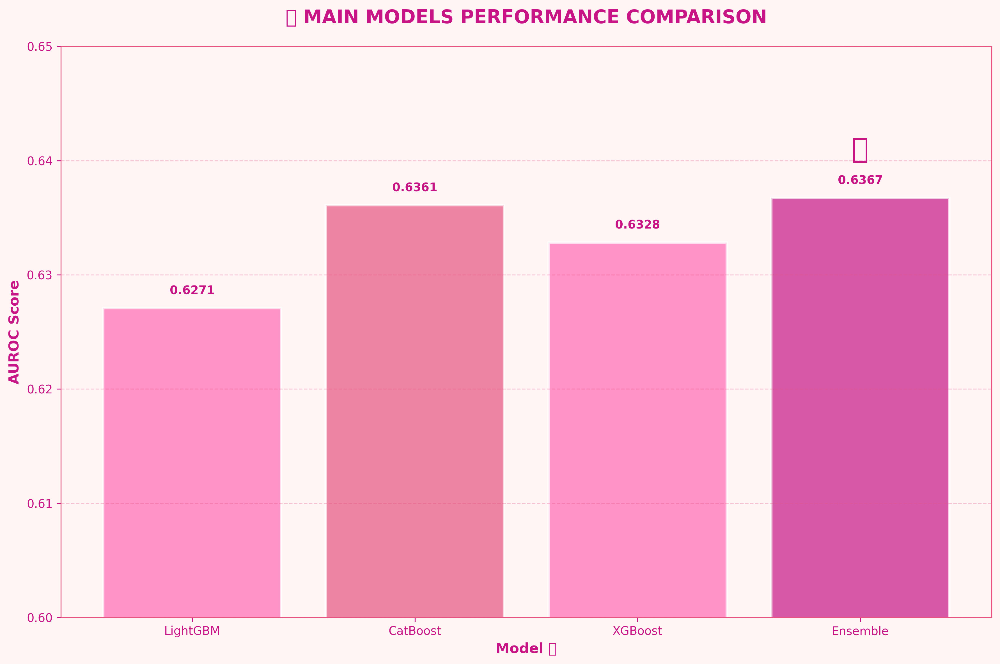 MAIN MODELS PERFORMANCE COMPARISON
0.65
0.64
0.63
0.62
0.61
0.60
AUROC Score
0.6271
0.6361
0.6328
0.6367
LightGBM
CatBoost
XGBoost
Ensemble
Model